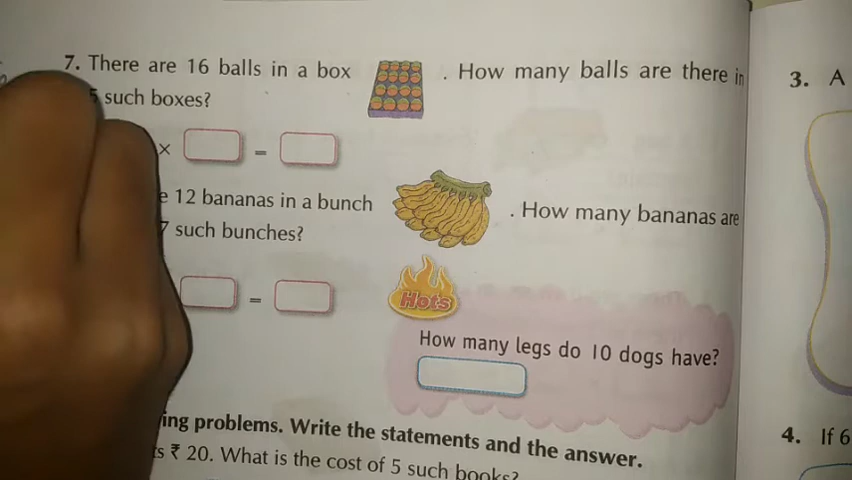 7. There are 16 balls in a box . How many balls are there in
5 such boxes?
× =
12 bananas in a bunch . How many bananas are
7 such bunches?
=
Hots
How many legs do 10 dogs have?
ing problems. Write the statements and the answer.
₹ 20. What is the cost of 5 such books?
3. A
4. If 6